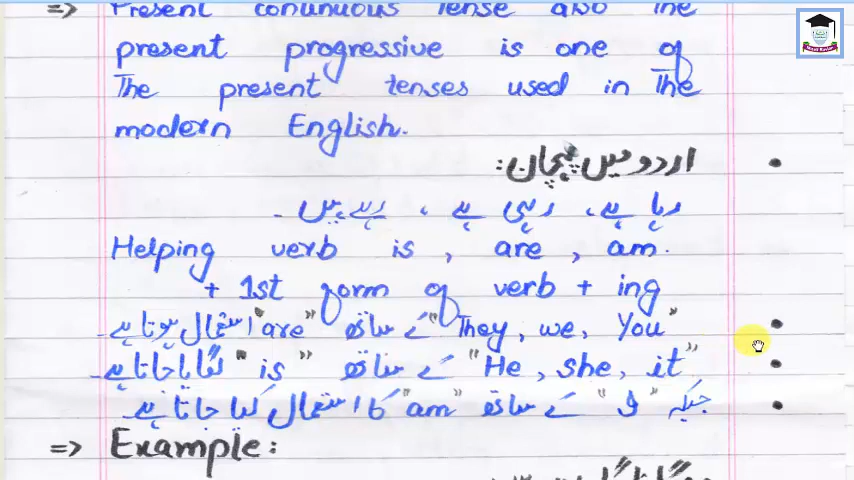 => Present continuous tense also the
present progressive is one of
The present tenses used in The
modern English.
اردو میں پہچان:
رہا ہے، رہی ہے، رہے ہیں۔
Helping verb is, are, am.
+ 1st form of verb + ing
"They, we, You" کے ساتھ "are" استعمال ہوتا ہے۔
"He, she, it" کے ساتھ "is" لگایا جاتا ہے۔
جبکہ "I" کے ساتھ "am" کا استعمال کیا جاتا ہے۔
=> Example: